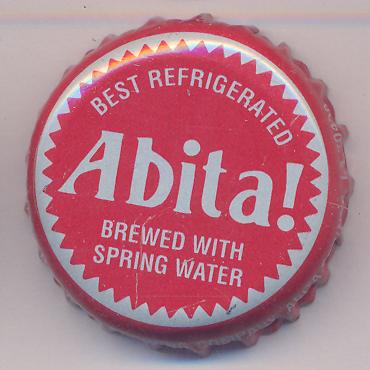 BEST REFRIGERATED
Abita!
BREWED WITH
SPRING WATER